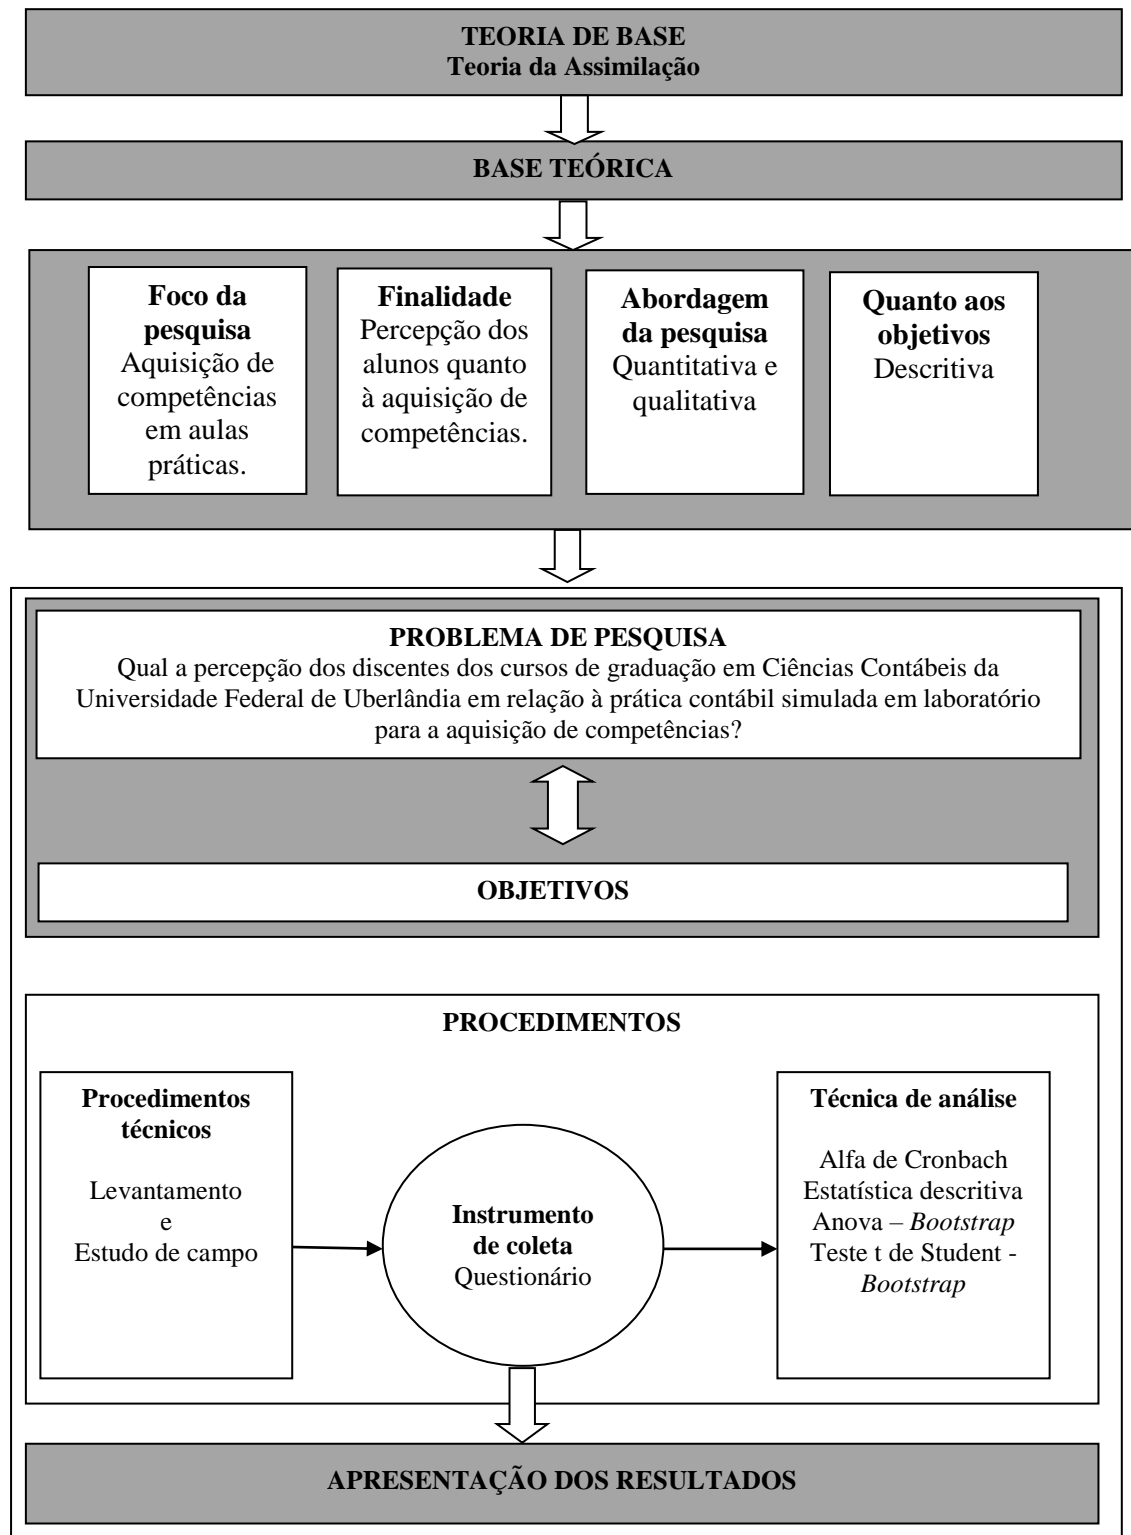 TEORIA DE BASE
Teoria da Assimilação
BASE TEÓRICA
Foco da
pesquisa
Aquisição de
competências
em aulas
práticas.
Finalidade
Percepção dos
alunos quanto
à aquisição de
competências.
Abordagem
da pesquisa
Quantitativa e
qualitativa
Quanto aos
objetivos
Descritiva
PROBLEMA DE PESQUISA
Qual a percepção dos discentes dos cursos de graduação em Ciências Contábeis da
Universidade Federal de Uberlândia em relação à prática contábil simulada em laboratório
para a aquisição de competências?
OBJETIVOS
PROCEDIMENTOS
Procedimentos
técnicos
Levantamento
e
Estudo de campo
Instrumento
de coleta
Questionário
Técnica de análise
Alfa de Cronbach
Estatística descritiva
Anova – Bootstrap
Teste t de Student -
Bootstrap
APRESENTAÇÃO DOS RESULTADOS